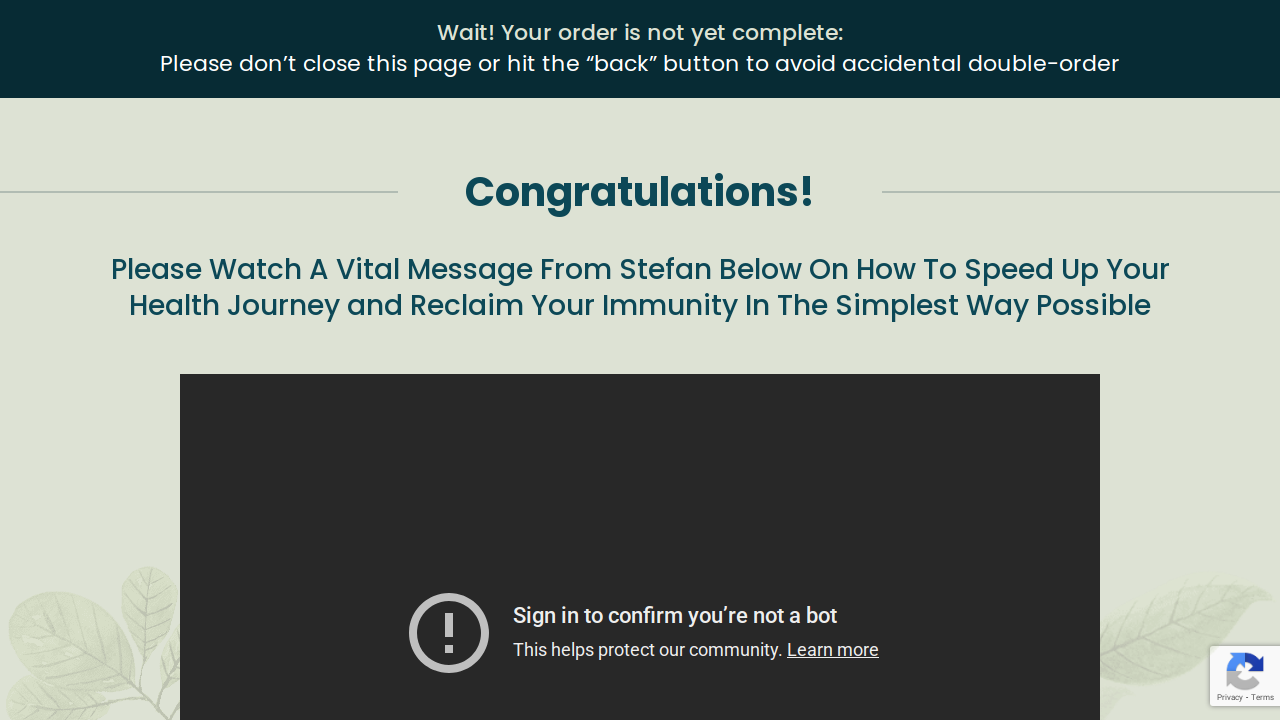 Wait! Your order is not yet complete:
Please don’t close this page or hit the “back” button to avoid accidental double-order
Congratulations!
Please Watch A Vital Message From Stefan Below On How To Speed Up Your
Health Journey and Reclaim Your Immunity In The Simplest Way Possible
Sign in to confirm you’re not a bot
This helps protect our community. Learn more
Privacy - Terms